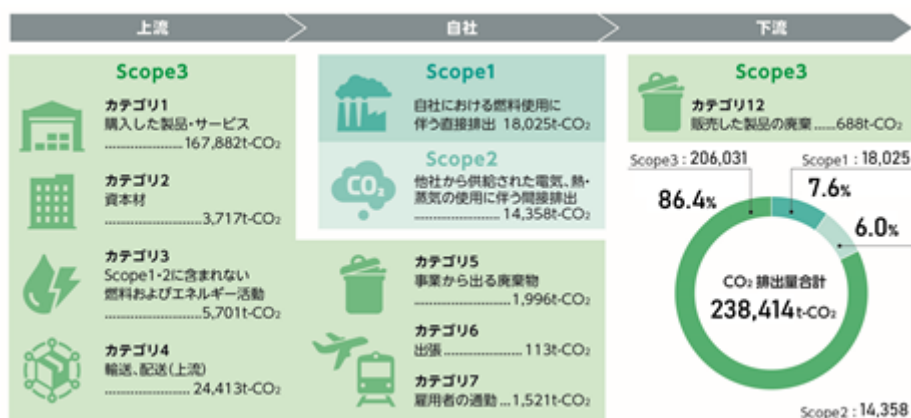 上流
自社
下流
Scope3
カテゴリ1
購入した製品・サービス
......................167,882t-CO₂
カテゴリ2
資本材
...........................3,717t-CO₂
カテゴリ3
Scope1・2に含まれない
燃料およびエネルギー活動
...........................5,701t-CO₂
カテゴリ4
輸送、配送(上流)
.........................24,413t-CO₂
Scope1
自社における燃料使用に
伴う直接排出 18,025t-CO₂
Scope2
CO₂
他社から供給された電気、熱・
蒸気の使用に伴う間接排出
........................ 14,358t-CO₂
カテゴリ5
事業から出る廃棄物
...........................1,996t-CO₂
カテゴリ6
出張.......................113t-CO₂
カテゴリ7
雇用者の通勤...1,521t-CO₂
Scope3
カテゴリ12
販売した製品の廃棄......688t-CO₂
Scope3 : 206,031
Scope1 : 18,025
86.4%
7.6%
6.0%
CO₂ 排出量合計
238,414t-CO₂
Scope2 : 14,358